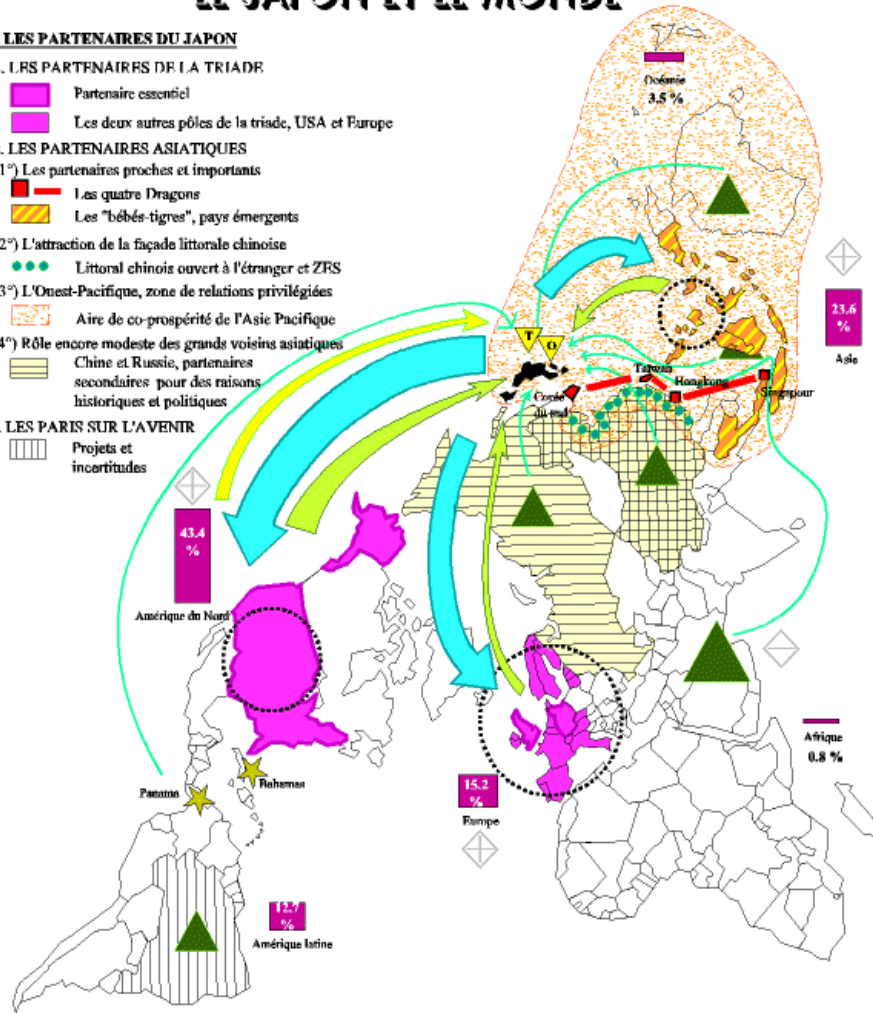 LE JAPON ET LE MONDE
LES PARTENAIRES DU JAPON
. LES PARTENAIRES DE LA TRIADE
Partenaire essentiel
Les deux autres pôles de la triade, USA et Europe
. LES PARTENAIRES ASIATIQUES
1°) Les partenaires proches et importants
Les quatre Dragons
Les "bébés-tigres", pays émergents
2°) L'attraction de la façade littorale chinoise
Littoral chinois ouvert à l'étranger et ZES
3°) L'Ouest-Pacifique, zone de relations privilégiées
Aire de co-prospérité de l'Asie Pacifique
4°) Rôle encore modeste des grands voisins asiatiques
Chine et Russie, partenaires
secondaires pour des raisons
historiques et politiques
. LES PARIS SUR L'AVENIR
Projets et
incertitudes
Océanie
3.5 %
23.6
%
Asie
T
O
Taiwan
Hongkong
Singapour
Corée
du sud
43.4
%
Amérique du Nord
Panama
Bahamas
15.2
%
Europe
Afrique
0.8 %
12.7
%
Amérique latine